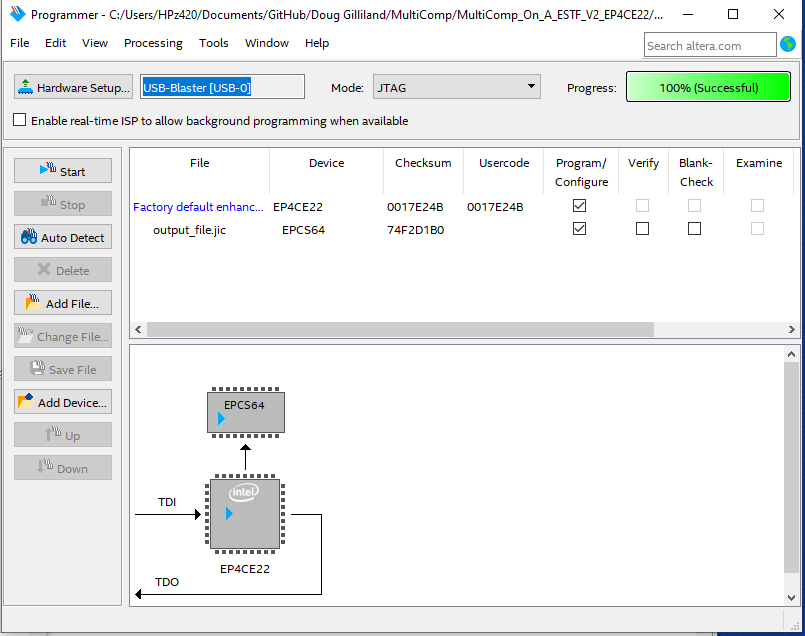 Programmer - C:/Users/HPz420/Documents/GitHub/Doug Gilliland/MultiComp/MultiComp_On_A_ESTF_V2_EP4CE22/...
File Edit View Processing Tools Window Help
Search altera.com
Hardware Setup... USB-Blaster [USB-0] Mode: JTAG Progress: 100% (Successful)
Enable real-time ISP to allow background programming when available
Start
Stop
Auto Detect
Delete
Add File...
Change File...
Save File
Add Device...
Up
Down
File Device Checksum Usercode Program/ Verify Blank- Examine
Configure Check
Factory default enhanc... EP4CE22 0017E24B 0017E24B
output_file.jic EPCS64 74F2D1B0
EPCS64
intel
TDI
EP4CE22
TDO